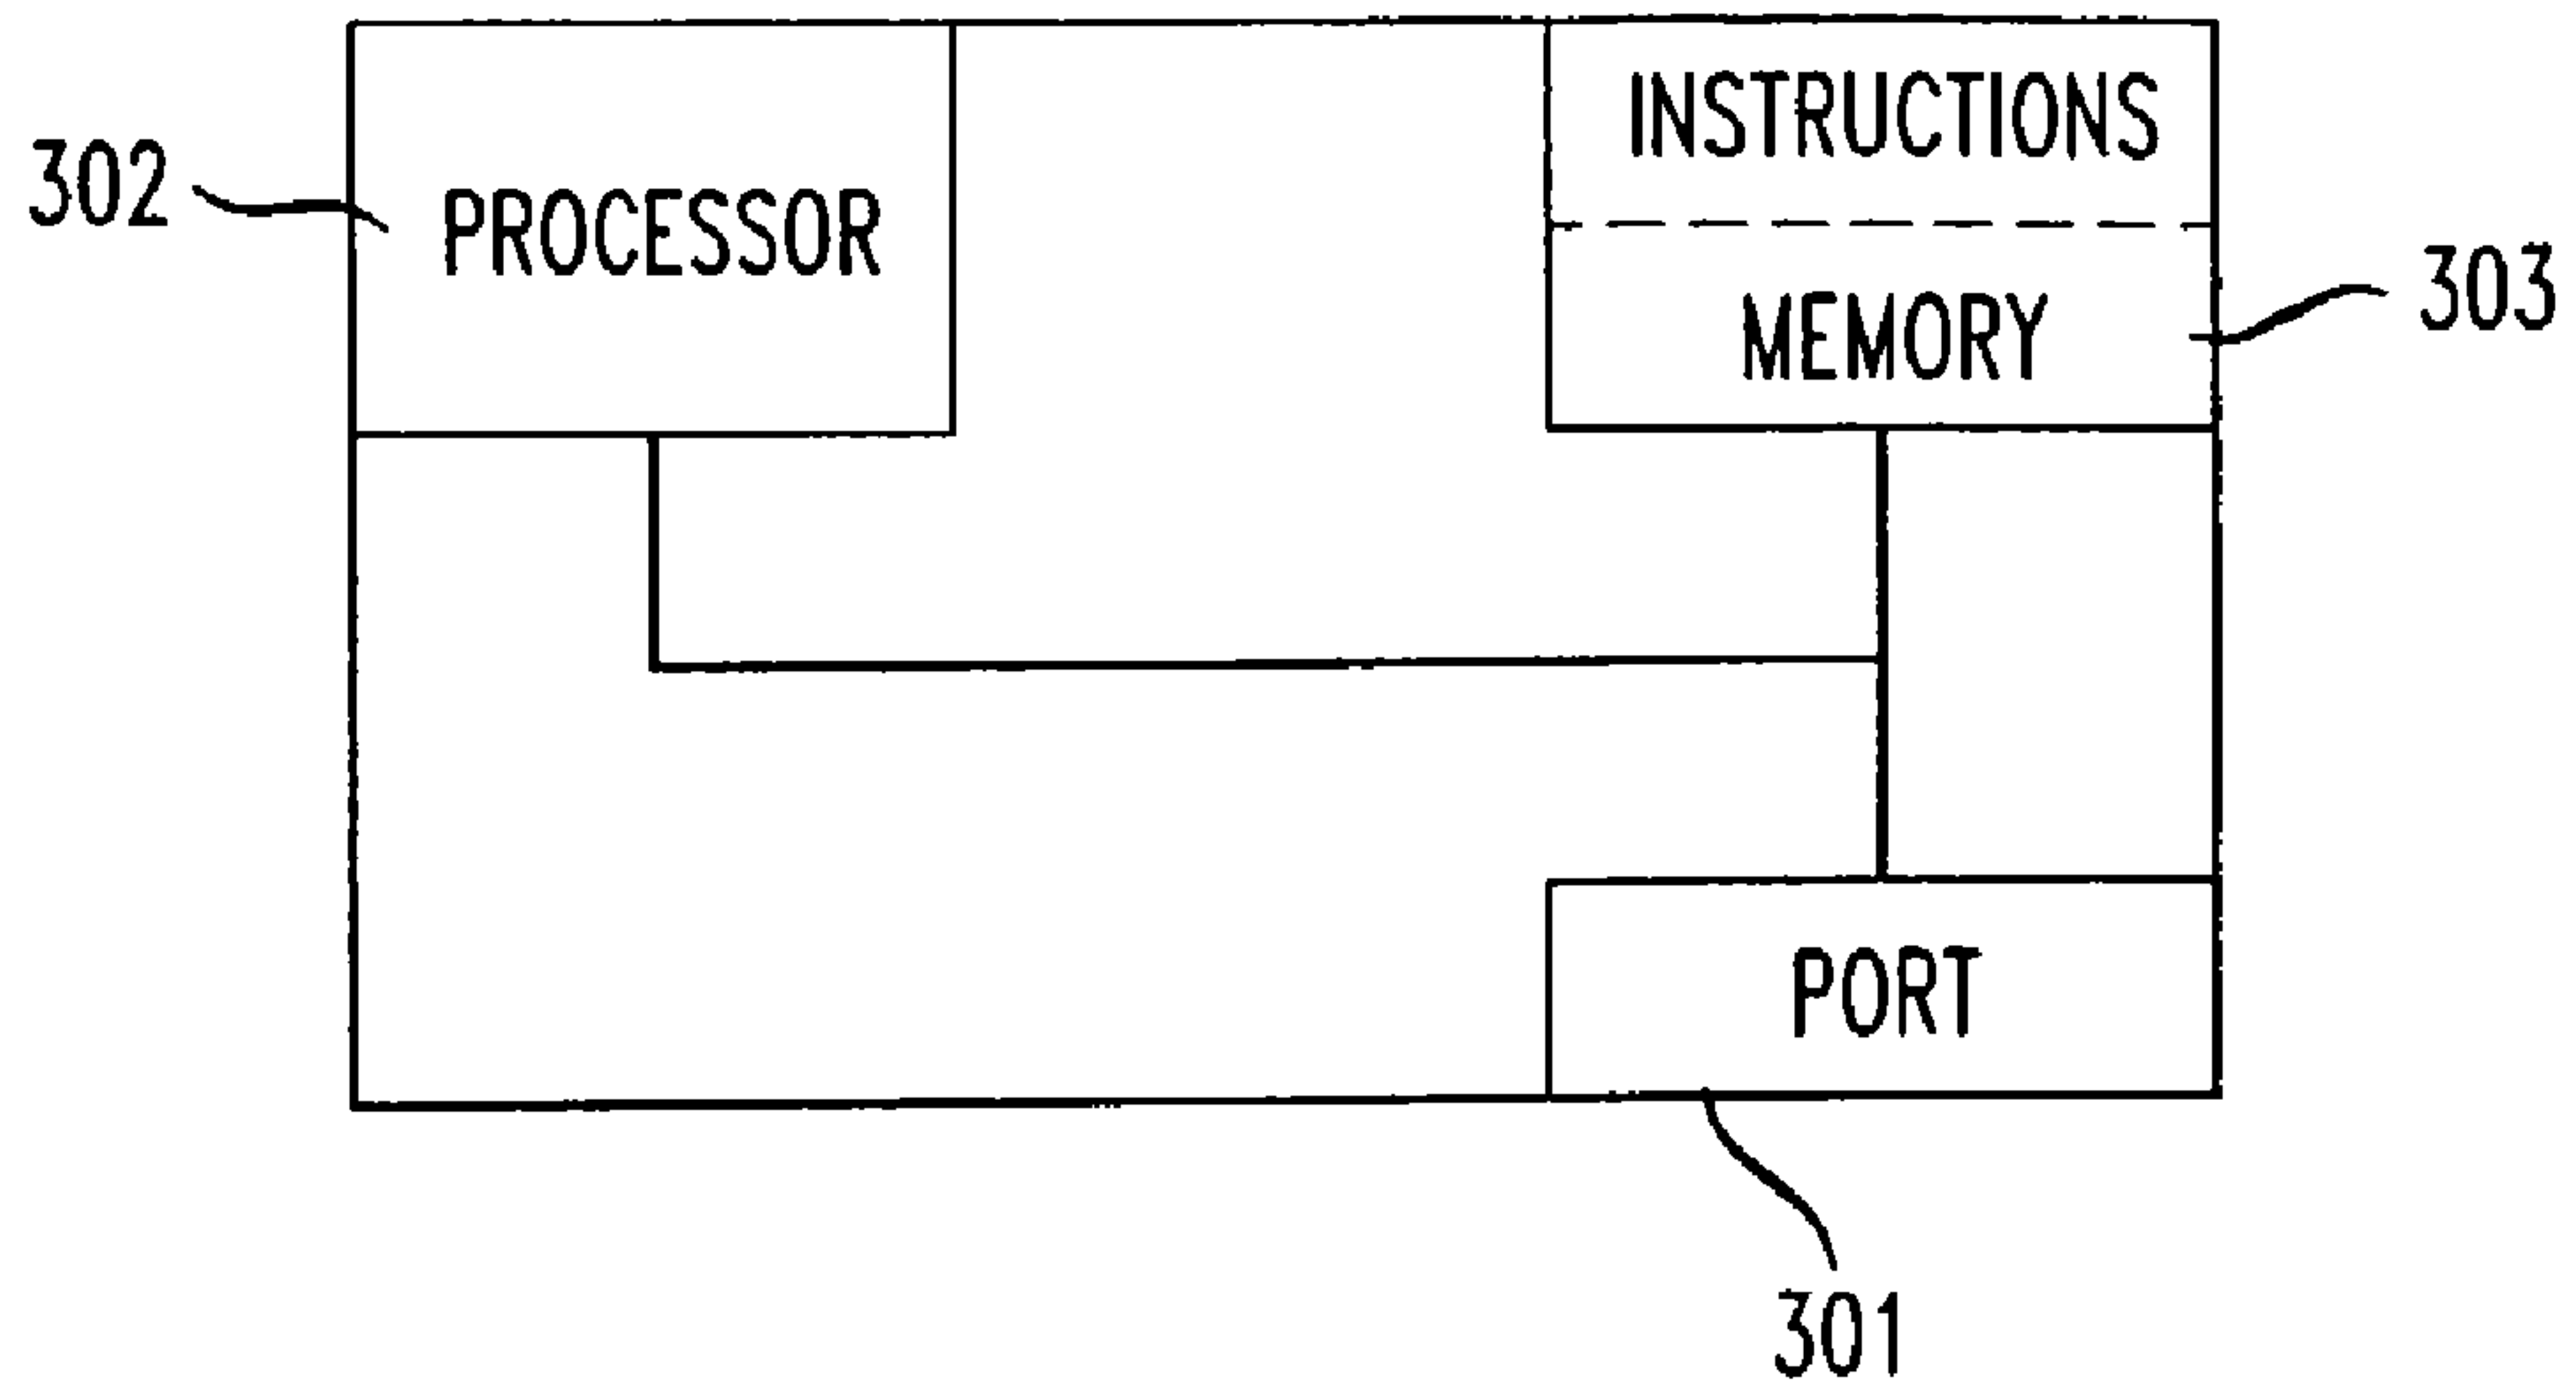 INSTRUCTIONS
302
PROCESSOR
303
MEMORY
PORT
301